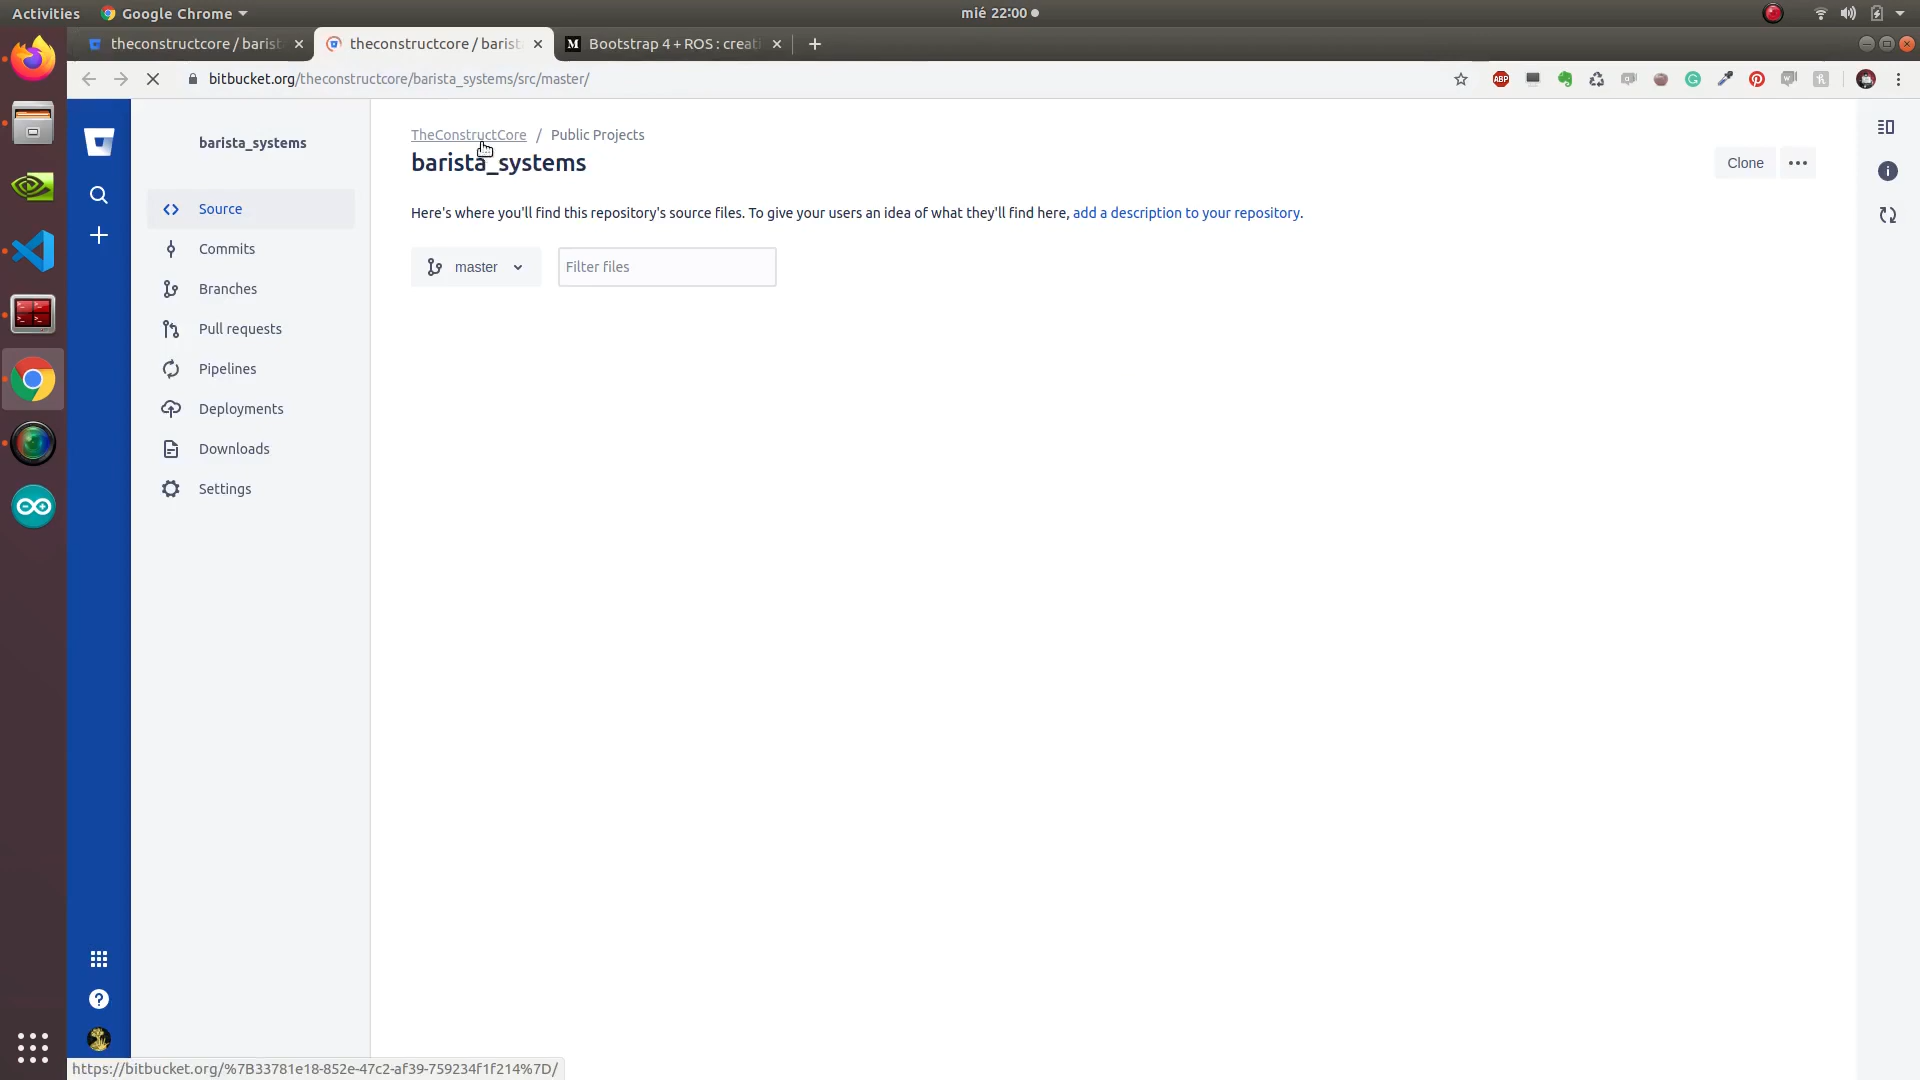 Activities
Google Chrome
mié 22:00
theconstructcore / barist
theconstructcore / barist
M Bootstrap 4 + ROS : creati
bitbucket.org/theconstructcore/barista_systems/src/master/
ABP
barista_systems
Source
Commits
Branches
Pull requests
Pipelines
Deployments
Downloads
Settings
TheConstructCore / Public Projects
barista_systems
Clone
Here's where you'll find this repository's source files. To give your users an idea of what they'll find here, add a description to your repository.
master
Filter files
https://bitbucket.org/%7B33781e18-852e-47c2-af39-759234f1f214%7D/